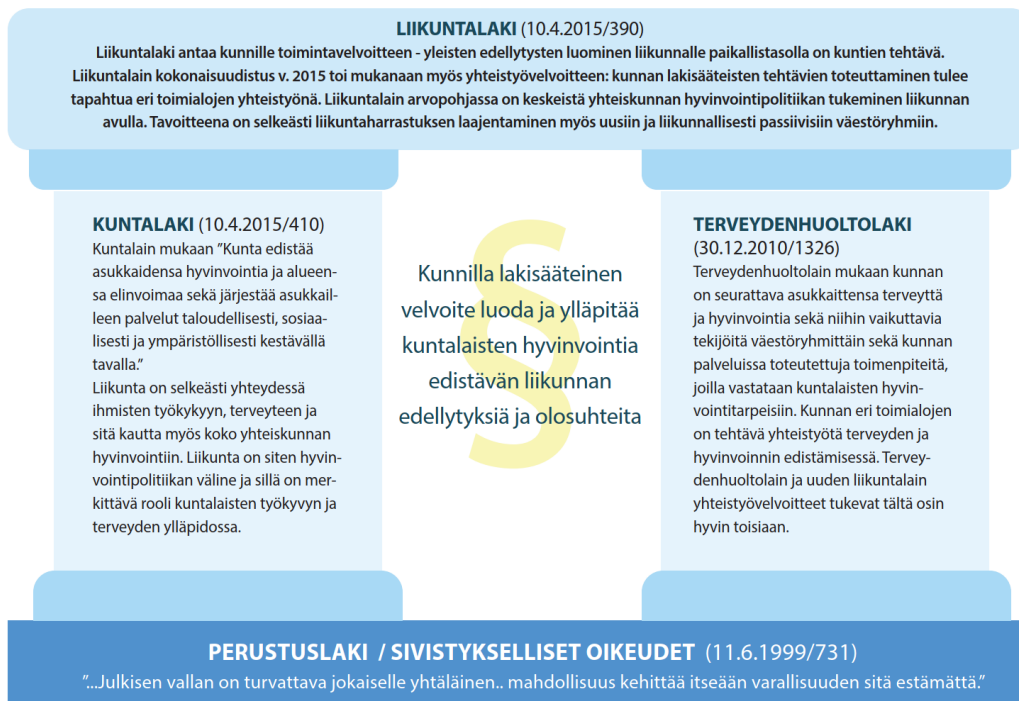 LIIKUNTALAKI (10.4.2015/390)
Liikuntalaki antaa kunnille toimintavelvoitteen - yleisten edellytysten luominen liikunnalle paikallistasolla on kuntien tehtävä.
Liikuntalain kokonaisuudistus v. 2015 toi mukanaan myös yhteistyövelvoitteen: kunnan lakisääteisten tehtävien toteuttaminen tulee
tapahtua eri toimialojen yhteistyönä. Liikuntalain arvopohjassa on keskeistä yhteiskunnan hyvinvointipolitiikan tukeminen liikunnan
avulla. Tavoitteena on selkeästi liikuntaharrastuksen laajentaminen myös uusiin ja liikunnallisesti passiivisiin väestöryhmiin.
KUNTALAKI (10.4.2015/410)
Kuntalain mukaan ”Kunta edistää
asukkaidensa hyvinvointia ja alueen-
sa elinvoimaa sekä järjestää asukkail-
leen palvelut taloudellisesti, sosiaa-
lisesti ja ympäristöllisesti kestävällä
tavalla.”
Liikunta on selkeästi yhteydessä
ihmisten työkykyyn, terveyteen ja
sitä kautta myös koko yhteiskunnan
hyvinvointiin. Liikunta on siten hyvin-
vointipolitiikan väline ja sillä on mer-
kittävä rooli kuntalaisten työkyvyn ja
terveyden ylläpidossa.
§
Kunnilla lakisääteinen
velvoite luoda ja ylläpitää
kuntalaisten hyvinvointia
edistävän liikunnan
edellytyksiä ja olosuhteita
TERVEYDENHUOLTOLAKI
(30.12.2010/1326)
Terveydenhuoltolain mukaan kunnan
on seurattava asukkaittensa terveyttä
ja hyvinvointia sekä niihin vaikuttavia
tekijöitä väestöryhmittäin sekä kunnan
palveluissa toteutettuja toimenpiteitä,
joilla vastataan kuntalaisten hyvin-
vointitarpeisiin. Kunnan eri toimialojen
on tehtävä yhteistyötä terveyden ja
hyvinvoinnin edistämisessä. Tervey-
denhuoltolain ja uuden liikuntalain
yhteistyövelvoitteet tukevat tältä osin
hyvin toisiaan.
PERUSTUSLAKI / SIVISTYKSELLISET OIKEUDET (11.6.1999/731)
”...Julkisen vallan on turvattava jokaiselle yhtäläinen.. mahdollisuus kehittää itseään varallisuuden sitä estämättä.”